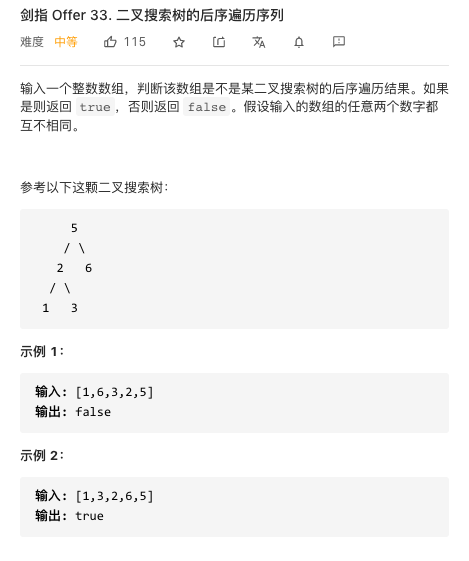 剑指 Offer 33. 二叉搜索树的后序遍历序列
难度 中等 115
输入一个整数数组，判断该数组是不是某二叉搜索树的后序遍历结果。如果
是则返回 true，否则返回 false。假设输入的数组的任意两个数字都
互不相同。
参考以下这颗二叉搜索树：
5
/ \
2 6
/ \
1 3
示例 1：
输入: [1,6,3,2,5]
输出: false
示例 2：
输入: [1,3,2,6,5]
输出: true